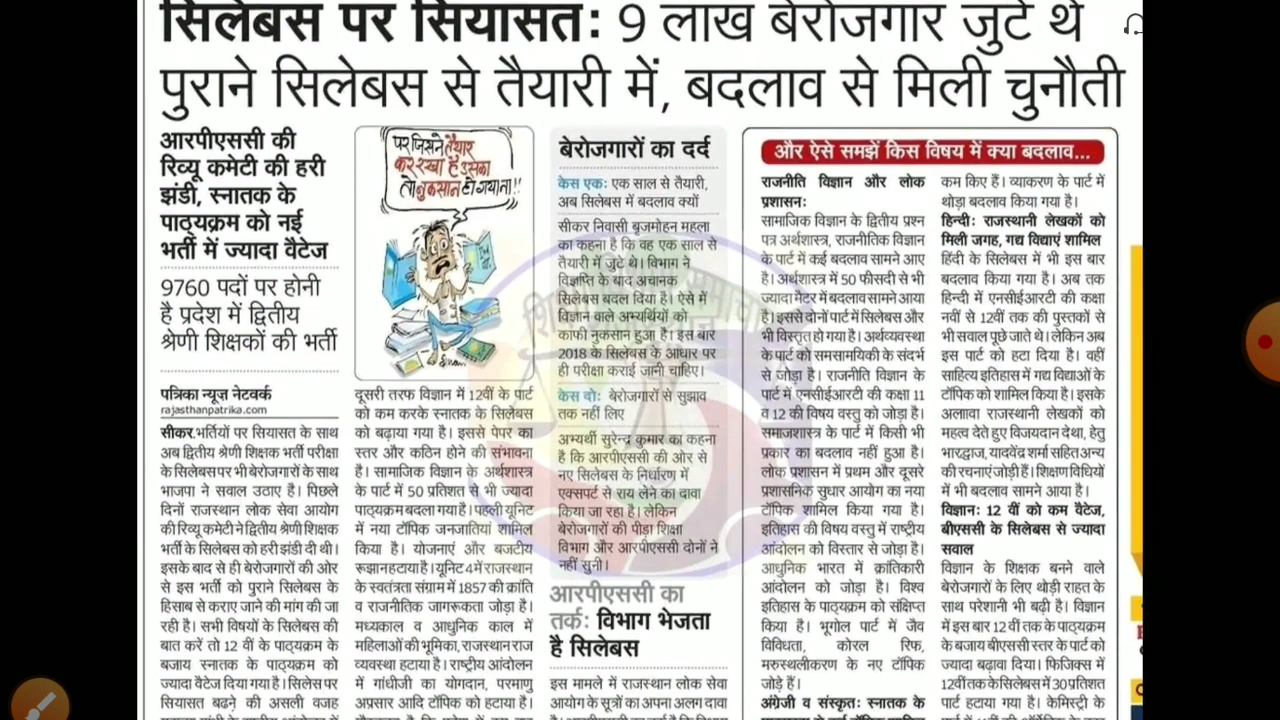 सिलेबस पर सियासत: 9 लाख बेरोजगार जुटे थे
पुराने सिलेबस से तैयारी में, बदलाव से मिली चुनौती
आरपीएससी की
रिव्यू कमेटी की हरी
झंडी, स्नातक के
पाठ्यक्रम को नई
भर्ती में ज्यादा वैटेज
9760 पदों पर होनी
है प्रदेश में द्वितीय
श्रेणी शिक्षकों की भर्ती
पत्रिका न्यूज नेटवर्क
rajasthanpatrika.com
सीकर.भर्तियों पर सियासत के साथ
अब द्वितीय श्रेणी शिक्षक भर्ती परीक्षा
के सिलेबस पर भी बेरोजगारों के साथ
भाजपा ने सवाल उठाए है। पिछले
दिनों राजस्थान लोक सेवा आयोग
की रिव्यू कमेटी ने द्वितीय श्रेणी शिक्षक
भर्ती के सिलेबस को हरी झंडी दी थी।
इसके बाद से ही बेरोजगारों की ओर
से इस भर्ती को पुराने सिलेबस के
हिसाब से कराए जाने की मांग की जा
रही है। सभी विषयों के सिलेबस की
बात करें तो 12 वीं के पाठ्यक्रम के
बजाय स्नातक के पाठ्यक्रम को
ज्यादा वैटेज दिया गया है। सिलेस पर
सियासत बढ़ने की असली वजह
पर जिसने तैयार
कर रखा है उसका
तो नुकसान हो गया ना!!
दूसरी तरफ विज्ञान में 12वीं के पार्ट
को कम करके स्नातक के सिलेबस
को बढ़ाया गया है। इससे पेपर का
स्तर और कठिन होने की संभावना
है। सामाजिक विज्ञान के अर्थशास्त्र
के पार्ट में 50 प्रतिशत से भी ज्यादा
पाठ्यक्रम बदला गया है। पहली यूनिट
में नया टॉपिक जनजातियां शामिल
किया है। योजनाएं और बजटीय
रूझान हटाया है। यूनिट 4 में राजस्थान
के स्वतंत्रता संग्राम में 1857 की क्रांति
व राजनीतिक जागरूकता जोड़ा है।
मध्यकाल व आधुनिक काल में
महिलाओं की भूमिका, राजस्थान राज
व्यवस्था हटाया है। राष्ट्रीय आंदोलन
में गांधीजी का योगदान, परमाणु
अप्रसार आदि टॉपिक को हटाया है।
बेरोजगारों का दर्द
केस एक: एक साल से तैयारी,
अब सिलेबस में बदलाव क्यों
सीकर निवासी बृजमोहन महला
का कहना है कि वह एक साल से
तैयारी में जुटे थे। विभाग ने
विज्ञप्ति के बाद अचानक
सिलेबस बदल दिया है। ऐसे में
विज्ञान वाले अभ्यर्थियों को
काफी नुकसान हुआ है। इस बार
2018 के सिलेबस के आधार पर
ही परीक्षा कराई जानी चाहिए।
केस दो: बेरोजगारों से सुझाव
तक नहीं लिए
अभ्यर्थी सुरेन्द्र कुमार का कहना
है कि आरपीएससी की ओर से
नए सिलेबस के निर्धारण में
एक्सपर्ट से राय लेने का दावा
किया जा रहा है। लेकिन
बेरोजगारों की पीडा शिक्षा
विभाग और आरपीएससी दोनों ने
नहीं सुनी।
आरपीएससी का
तर्क: विभाग भेजता
है सिलेबस
इस मामले में राजस्थान लोक सेवा
आयोग के सूत्रों का अपना अलग दावा
और ऐसे समझें किस विषय में क्या बदलाव...
राजनीति विज्ञान और लोक
प्रशासन:
सामाजिक विज्ञान के द्वितीय प्रश्न
पत्र अर्थशास्त्र, राजनीतिक विज्ञान
के पार्ट में कई बदलाव सामने आए
है। अर्थशास्त्र में 50 फीसदी से भी
ज्यादा मैटर में बदलाव सामने आया
है। इससे दोनों पार्ट में सिलेबस और
भी विस्तृत हो गया है। अर्थव्यवस्था
के पार्ट को समसामयिकी के संदर्भ
से जोड़ा है। राजनीति विज्ञान के
पार्ट में एनसीईआरटी की कक्षा 11
व 12 की विषय वस्तु को जोड़ा है।
समाजशास्त्र के पार्ट में किसी भी
प्रकार का बदलाव नहीं हुआ है।
लोक प्रशासन में प्रथम और दूसरे
प्रशासनिक सुधार आयोग का नया
टॉपिक शामिल किया गया है।
इतिहास की विषय वस्तु में राष्ट्रीय
आंदोलन को विस्तार से जोड़ा है।
आधुनिक भारत में क्रांतिकारी
आंदोलन को जोड़ा है। विश्व
इतिहास के पाठ्यक्रम को संक्षिप्त
किया है। भूगोल पार्ट में जैव
विविधता, कोरल रिफ,
मरुस्थलीकरण के नए टॉपिक
जोड़े हैं।
अंग्रेजी व संस्कृत: स्नातक के
कम किए हैं। व्याकरण के पार्ट में
थोड़ा बदलाव किया गया है।
हिन्दी: राजस्थानी लेखकों को
मिली जगह, गद्य विद्याएं शामिल
हिंदी के सिलेबस में भी इस बार
बदलाव किया गया है। अब तक
हिन्दी में एनसीईआरटी की कक्षा
नवीं से 12वीं तक की पुस्तकों से
भी सवाल पूछे जाते थे। लेकिन अब
इस पार्ट को हटा दिया है। वहीं
साहित्य इतिहास में गद्य विद्याओं के
टॉपिक को शामिल किया है। इसके
अलाावा राजस्थानी लेखकों को
महत्व देते हुए विजयदान देथा, हेतु
भारद्वाज, यादवेंद्र शर्मा सहित अन्य
की रचनाएं जोड़ी हैं। शिक्षण विधियों
में भी बदलाव सामने आया है।
विज्ञान: 12 वीं को कम वैटेज,
बीएससी के सिलेबस से ज्यादा
सवाल
विज्ञान के शिक्षक बनने वाले
बेरोजगारों के लिए थोड़ी राहत के
साथ परेशानी भी बढ़ी है। विज्ञान
में इस बार 12वीं तक के पाठ्यक्रम
के बजाय बीएससी स्तर के पार्ट को
ज्यादा बढ़ावा दिया। फिजिक्स में
12वीं तक के सिलेबस में 30 प्रतिशत
पार्ट हटाया गया है। केमिस्ट्री के